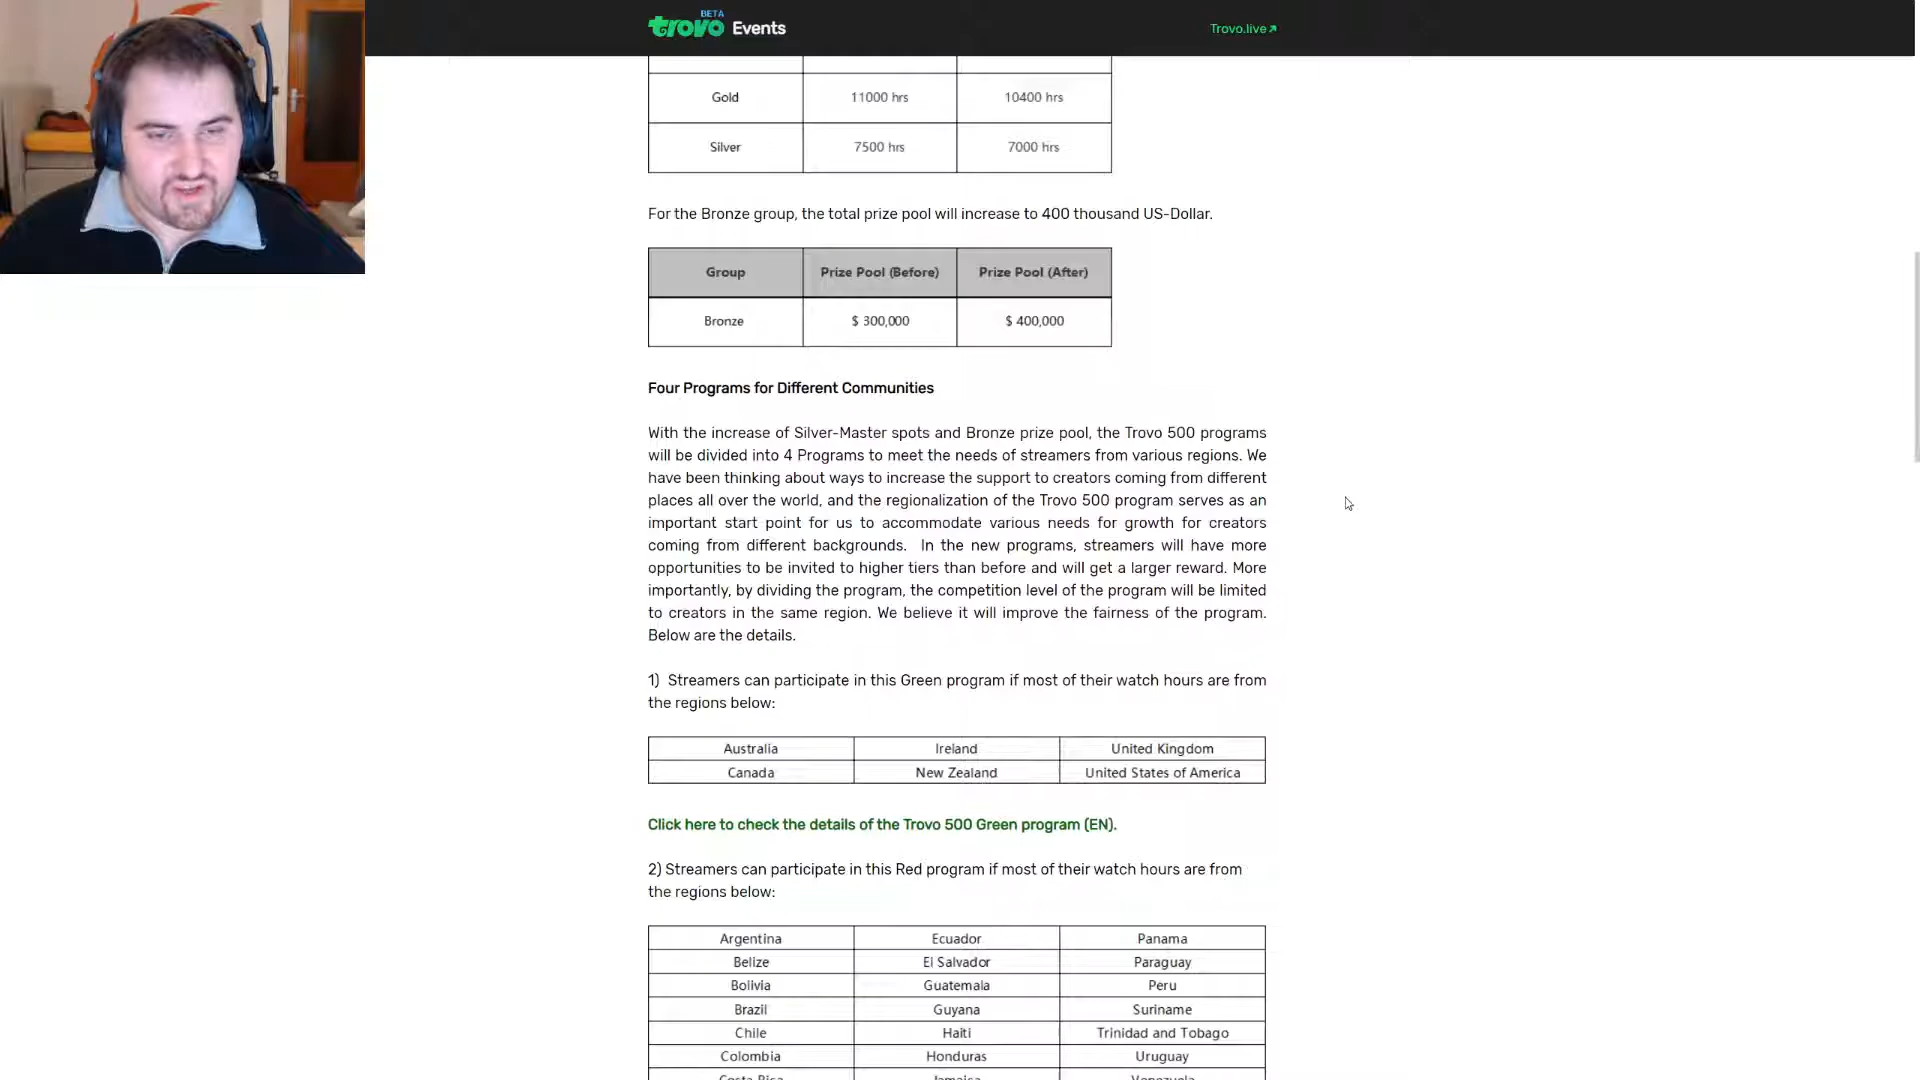 BETA
trovo Events
Trovo.live
Gold 11000 hrs 10400 hrs
Silver 7500 hrs 7000 hrs
For the Bronze group, the total prize pool will increase to 400 thousand US-Dollar.
Group Prize Pool (Before) Prize Pool (After)
Bronze $ 300,000 $ 400,000
Four Programs for Different Communities
With the increase of Silver-Master spots and Bronze prize pool, the Trovo 500 programs
will be divided into 4 Programs to meet the needs of streamers from various regions. We
have been thinking about ways to increase the support to creators coming from different
places all over the world, and the regionalization of the Trovo 500 program serves as an
important start point for us to accommodate various needs for growth for creators
coming from different backgrounds. In the new programs, streamers will have more
opportunities to be invited to higher tiers than before and will get a larger reward. More
importantly, by dividing the program, the competition level of the program will be limited
to creators in the same region. We believe it will improve the fairness of the program.
Below are the details.
1) Streamers can participate in this Green program if most of their watch hours are from
the regions below:
Australia Ireland United Kingdom
Canada New Zealand United States of America
Click here to check the details of the Trovo 500 Green program (EN).
2) Streamers can participate in this Red program if most of their watch hours are from
the regions below:
Argentina Ecuador Panama
Belize El Salvador Paraguay
Bolivia Guatemala Peru
Brazil Guyana Suriname
Chile Haiti Trinidad and Tobago
Colombia Honduras Uruguay
Costa Rica Jamaica Venezuela